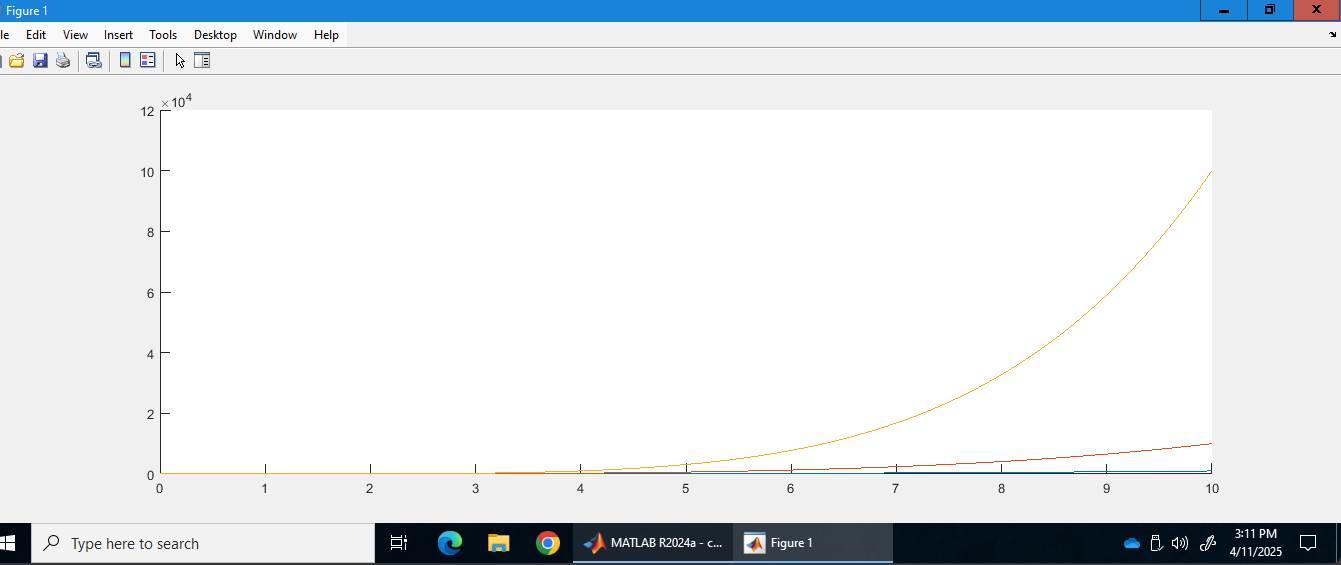 Figure 1
le Edit View Insert Tools Desktop Window Help
×10^4
12
10
8
6
4
2
0
0 1 2 3 4 5 6 7 8 9 10
Type here to search
MATLAB R2024a - c...
Figure 1
3:11 PM
4/11/2025